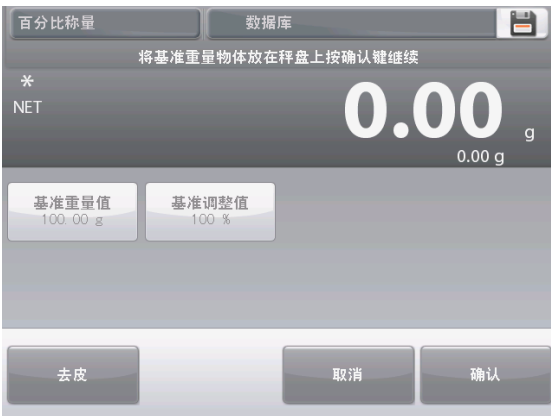 百分比称量 数据库
将基准重量物体放在秤盘上按确认键继续
*
NET
0.00 g
0.00 g
基准重量值 基准调整值
100.00 g 100 %
去皮 取消 确认